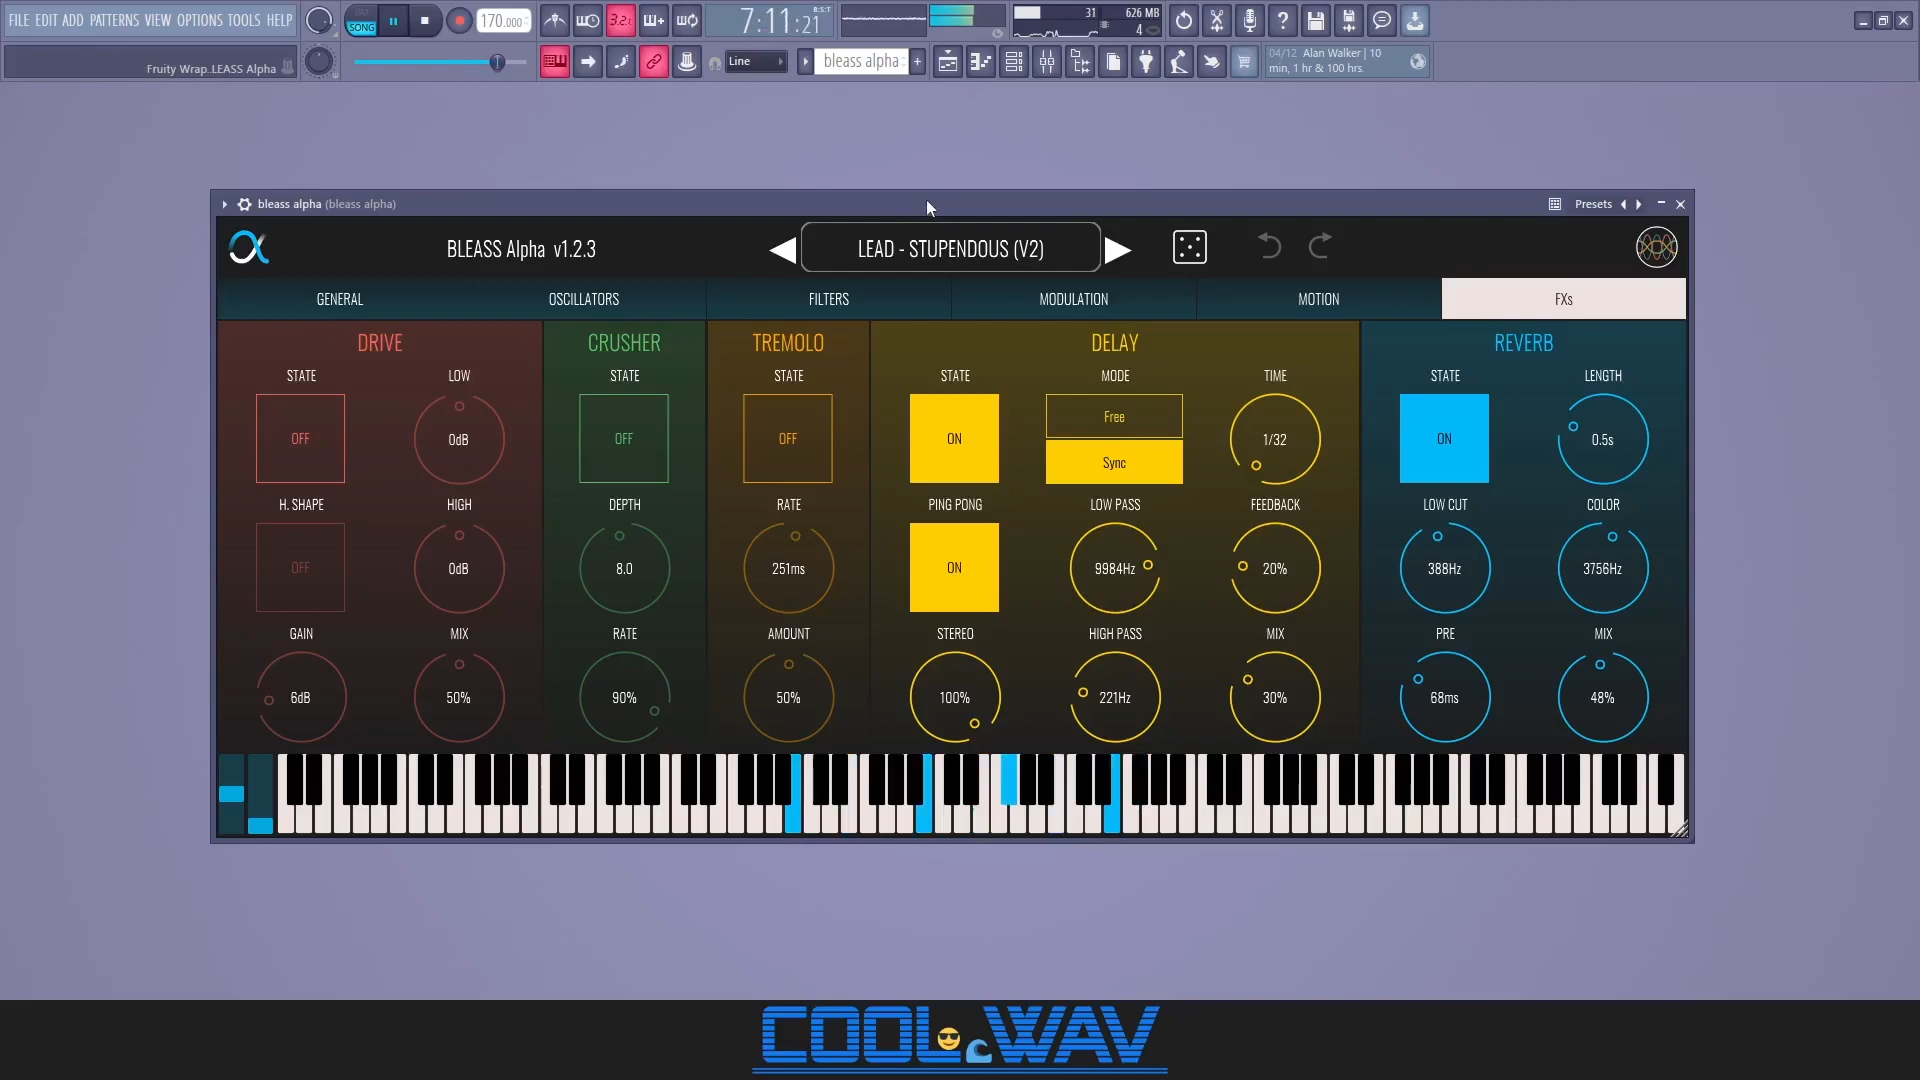 FILE EDIT ADD PATTERNS VIEW OPTIONS TOOLS HELP
SONG
170.000
3.2.
7:11:21
B:S:T
31
626 MB
4
Fruity Wrap..LEASS Alpha
Line
bleass alpha
+
04/12 Alan Walker | 10
min, 1 hr & 100 hrs.
bleass alpha (bleass alpha)
Presets
BLEASS Alpha v1.2.3
LEAD - STUPENDOUS (V2)
GENERAL
OSCILLATORS
FILTERS
MODULATION
MOTION
FXs
DRIVE
STATE
LOW
OFF
0dB
H. SHAPE
HIGH
OFF
0dB
GAIN
MIX
6dB
50%
CRUSHER
STATE
OFF
DEPTH
8.0
RATE
90%
TREMOLO
STATE
OFF
RATE
251ms
AMOUNT
50%
DELAY
STATE
MODE
TIME
ON
Free
Sync
1/32
PING PONG
LOW PASS
FEEDBACK
ON
9984Hz
20%
STEREO
HIGH PASS
MIX
100%
221Hz
30%
REVERB
STATE
LENGTH
ON
0.5s
LOW CUT
COLOR
388Hz
3756Hz
PRE
MIX
68ms
48%
COOL WAV